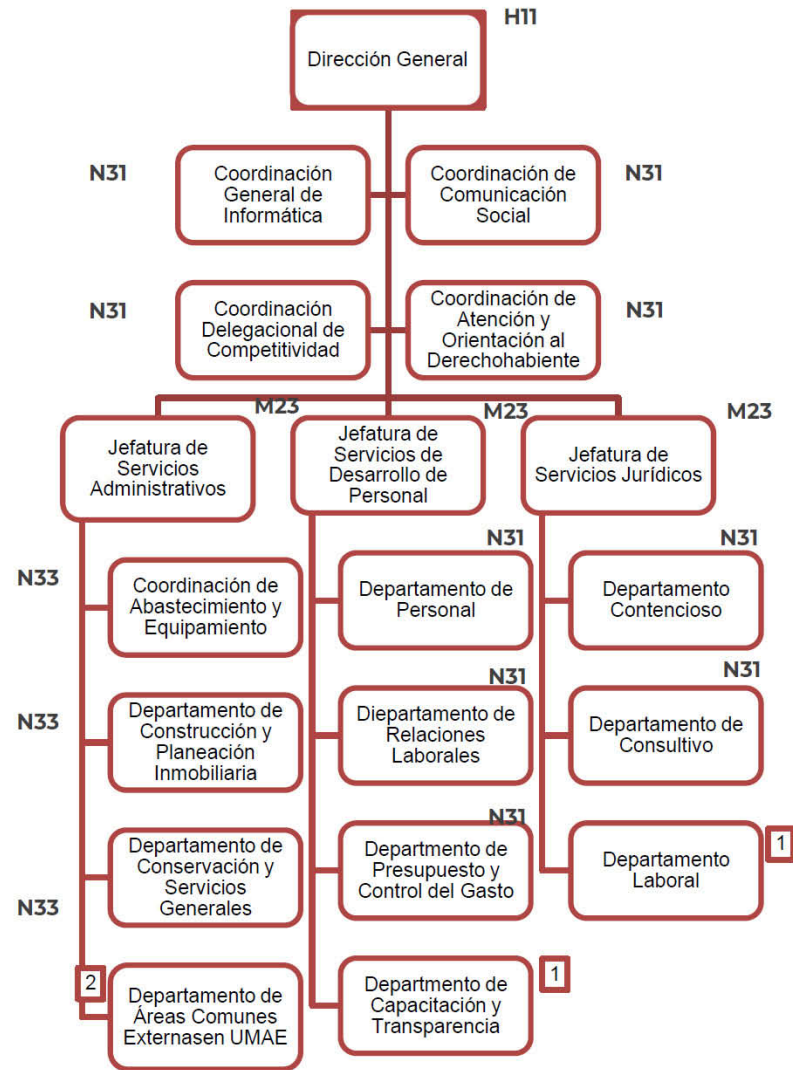 H11
Dirección General
N31
Coordinación
General de
Informática
Coordinación de
Comunicación
Social
N31
N31
Coordinación
Delegacional de
Competitividad
Coordinación de
Atención y
Orientación al
Derechohabiente
N31
M23
Jefatura de
Servicios
Administrativos
M23
Jefatura de
Servicios de
Desarrollo de
Personal
M23
Jefatura de
Servicios Jurídicos
N33
Coordinación de
Abastecimiento y
Equipamiento
N31
Departamento de
Personal
N31
Departamento
Contencioso
N33
Departamento de
Construcción y
Planeación
Inmobiliaria
N31
Diepartamento de
Relaciones
Laborales
N31
Departamento de
Consultivo
N33
Departamento de
Conservación y
Servicios
Generales
N31
Departmento de
Presupuesto y
Control del Gasto
Departamento
Laboral
1
2
Departamento de
Áreas Comunes
Externasen UMAE
Departmento de
Capacitación y
Transparencia
1